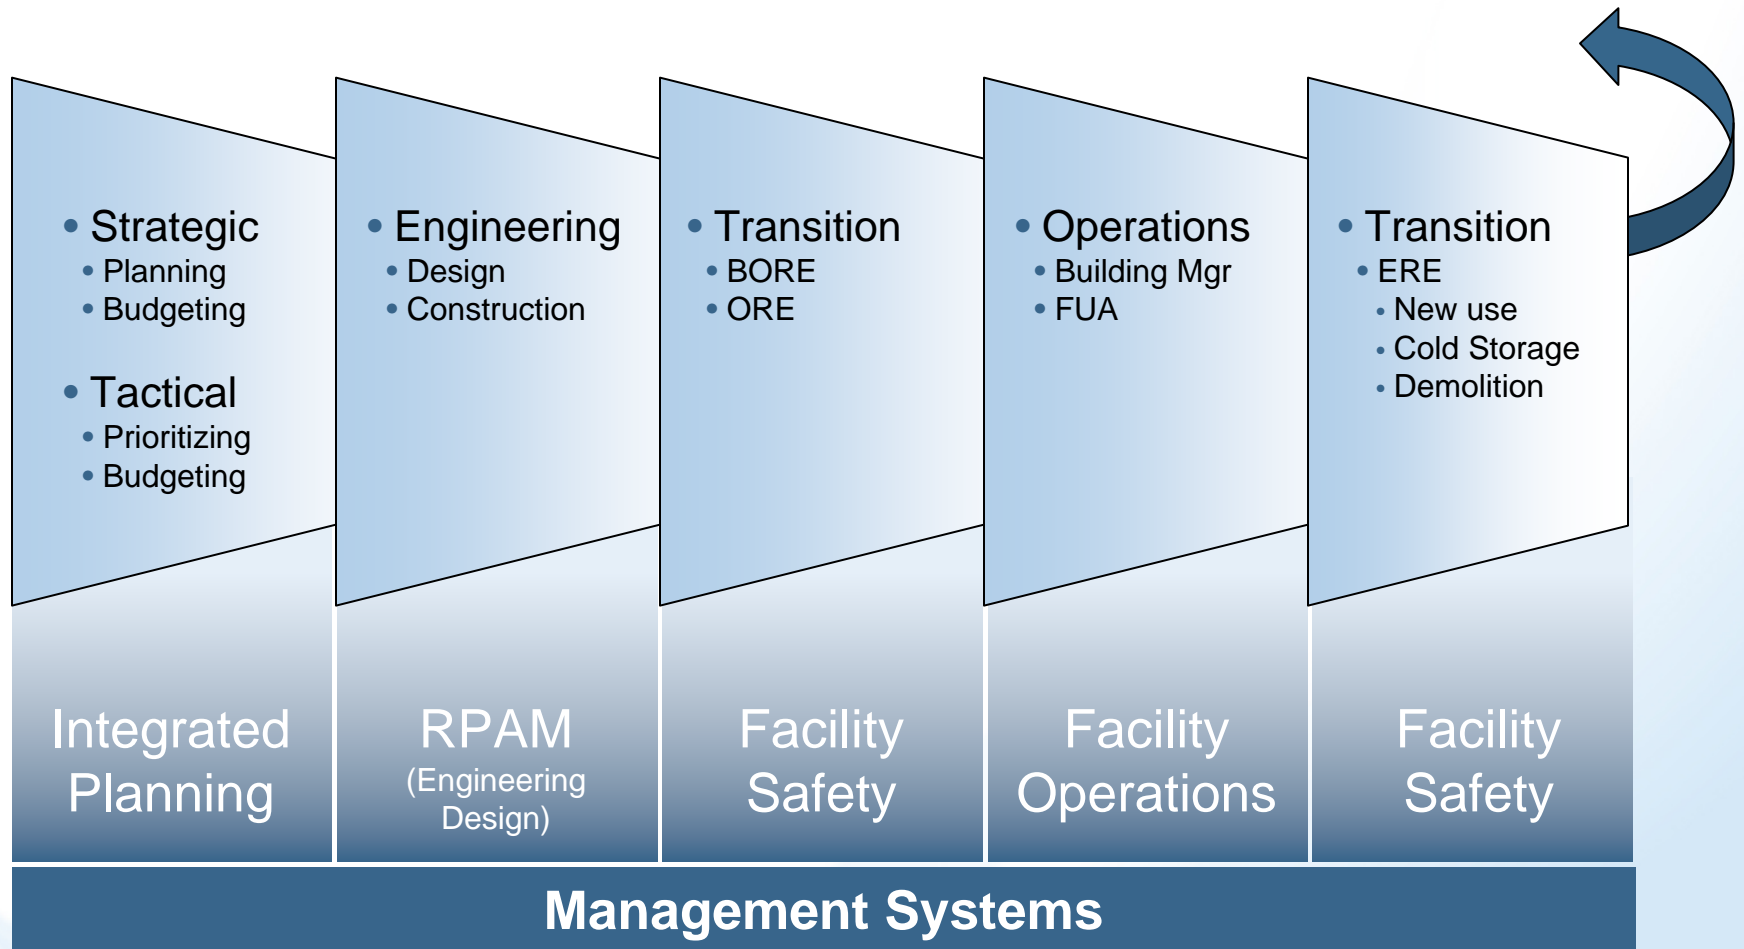 • Strategic
• Planning
• Budgeting
• Tactical
• Prioritizing
• Budgeting
• Engineering
• Design
• Construction
• Transition
• BORE
• ORE
• Operations
• Building Mgr
• FUA
• Transition
• ERE
• New use
• Cold Storage
• Demolition
Integrated
Planning
RPAM
(Engineering
Design)
Facility
Safety
Facility
Operations
Facility
Safety
Management Systems